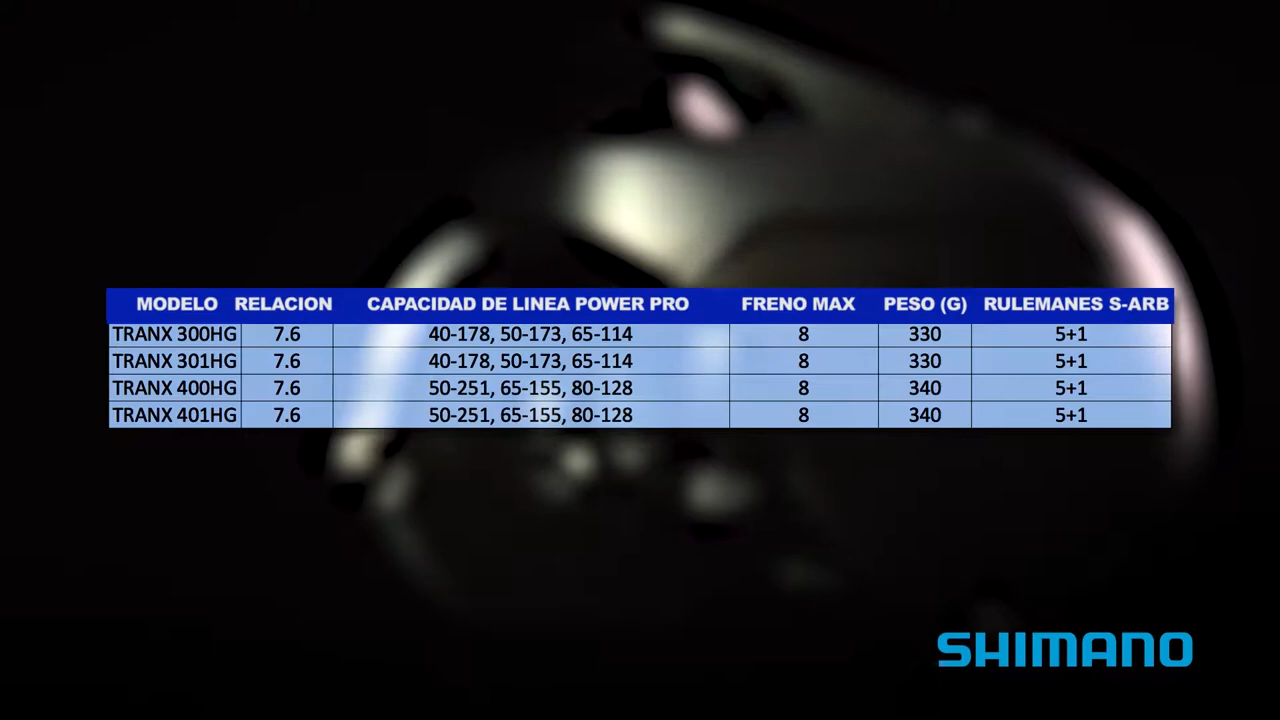 MODELO RELACION CAPACIDAD DE LINEA POWER PRO FRENO MAX PESO (G) RULEMANES S-ARB
TRANX 300HG 7.6 40-178, 50-173, 65-114 8 330 5+1
TRANX 301HG 7.6 40-178, 50-173, 65-114 8 330 5+1
TRANX 400HG 7.6 50-251, 65-155, 80-128 8 340 5+1
TRANX 401HG 7.6 50-251, 65-155, 80-128 8 340 5+1
SHIMANO